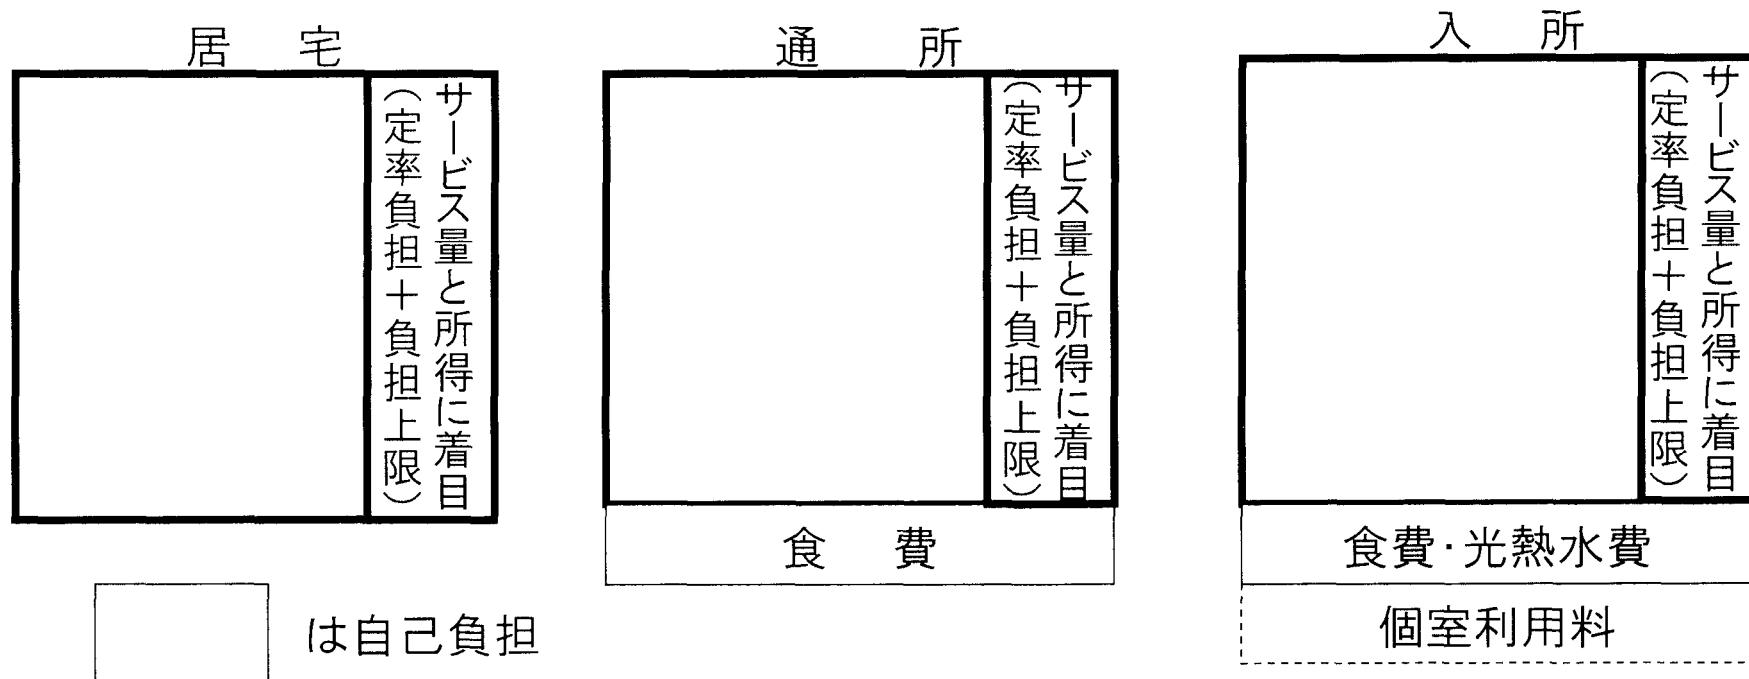 居宅
サービス量と所得に着目
(定率負担+負担上限)
通所
サービス量と所得に着目
(定率負担+負担上限)
食費
入所
サービス量と所得に着目
(定率負担+負担上限)
食費・光熱水費
個室利用料
は自己負担